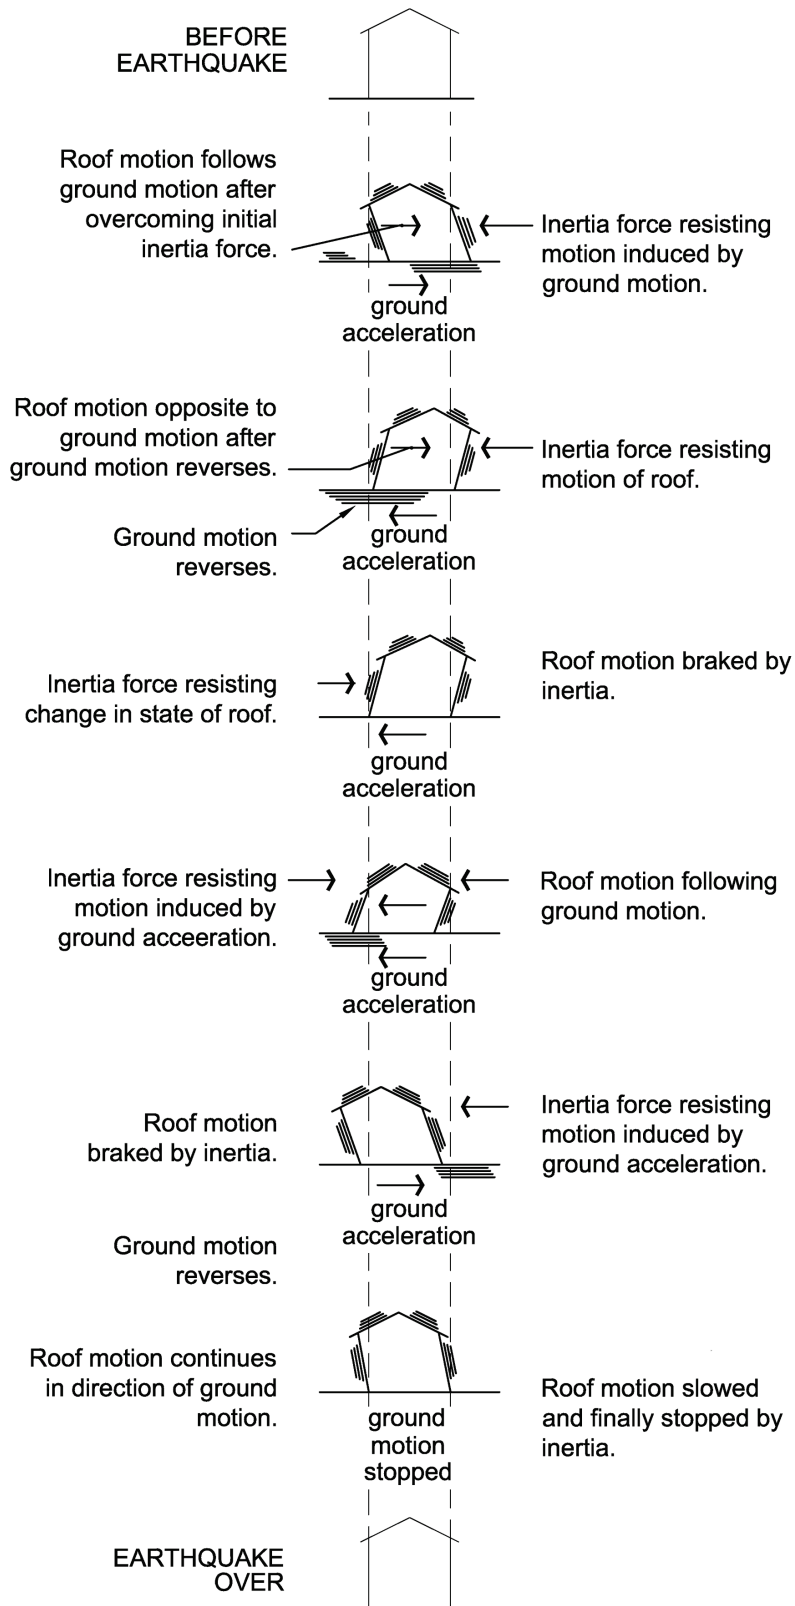 BEFORE
EARTHQUAKE
Roof motion follows
ground motion after
overcoming initial
inertia force.
Inertia force resisting
motion induced by
ground motion.
ground
acceleration
Roof motion opposite to
ground motion after
ground motion reverses.
Inertia force resisting
motion of roof.
Ground motion
reverses.
ground
acceleration
Inertia force resisting
change in state of roof.
Roof motion braked by
inertia.
ground
acceleration
Inertia force resisting
motion induced by
ground acceeration.
Roof motion following
ground motion.
ground
acceleration
Roof motion
braked by inertia.
Inertia force resisting
motion induced by
ground acceleration.
ground
acceleration
Ground motion
reverses.
Roof motion continues
in direction of ground
motion.
Roof motion slowed
and finally stopped by
inertia.
ground
motion
stopped
EARTHQUAKE
OVER